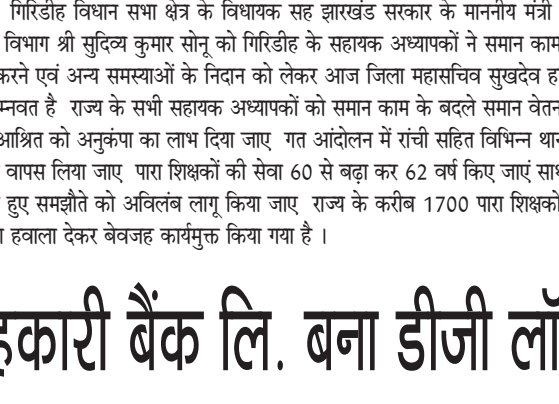 गिरिडीह विधान सभा क्षेत्र के विधायक सह झारखंड सरकार के माननीय मंत्री
विभाग श्री सुदिव्य कुमार सोनू को गिरिडीह के सहायक अध्यापकों ने समान काम
करने एवं अन्य समस्याओं के निदान को लेकर आज जिला महासचिव सुखदेव ह
म्नवत है राज्य के सभी सहायक अध्यापकों को समान काम के बदले समान वेतन
आश्रित को अनुकंपा का लाभ दिया जाए गत आंदोलन में रांची सहित विभिन्न थान
वापस लिया जाए पारा शिक्षकों की सेवा 60 से बढ़ा कर 62 वर्ष किए जाएं सा
हुए समझौते को अविलंब लागू किया जाए राज्य के करीब 1700 पारा शिक्षको
हवाला देकर बेवजह कार्यमुक्त किया गया है ।
हकारी बैंक लि. बना डीजी लॉ